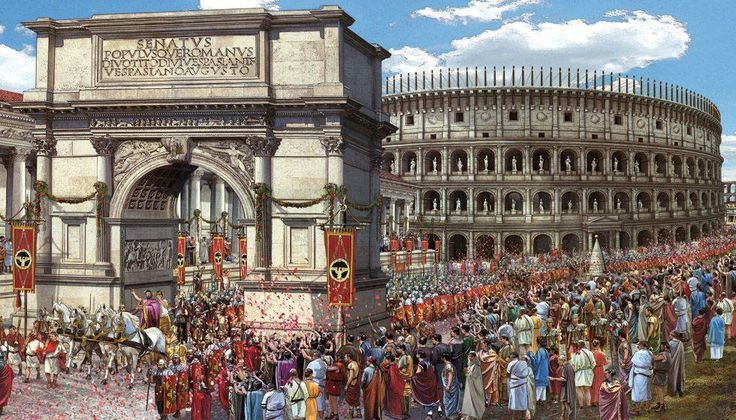 SENATVS
POPVLVSQVEROMANVS
DIVOTITODIVIVESPASIANIF
VESPASIANOAVGVSTO